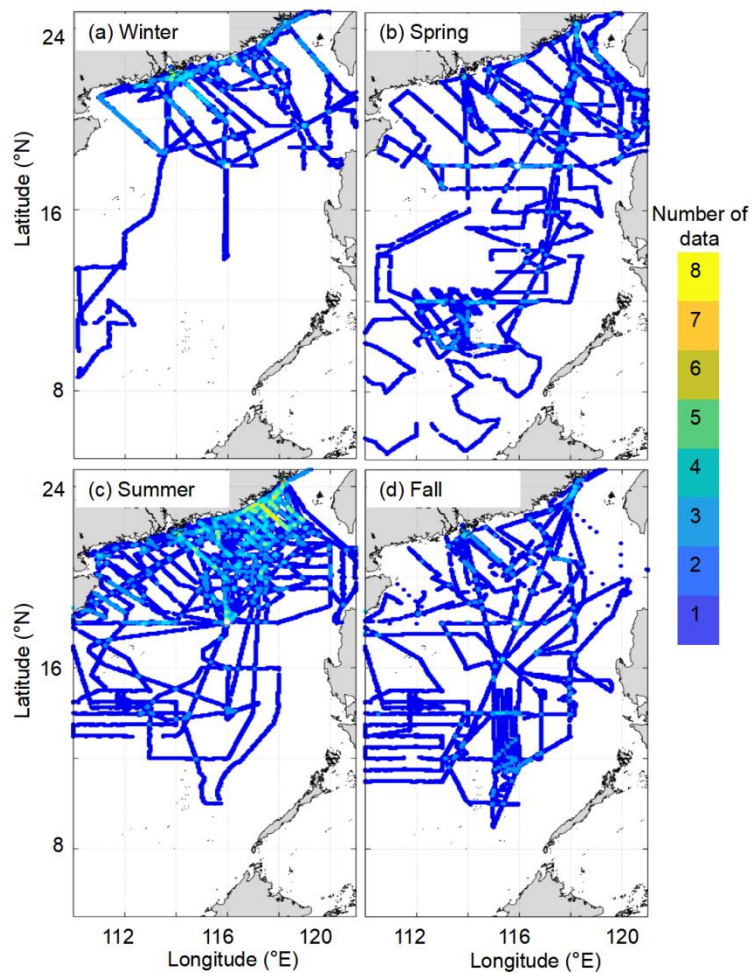 (a) Winter
(b) Spring
24
16
8
Latitude (°N)
Number of
data
8
7
6
5
4
3
2
1
(c) Summer
(d) Fall
24
16
8
Latitude (°N)
112
116
120
112
116
120
Longitude (°E)
Longitude (°E)